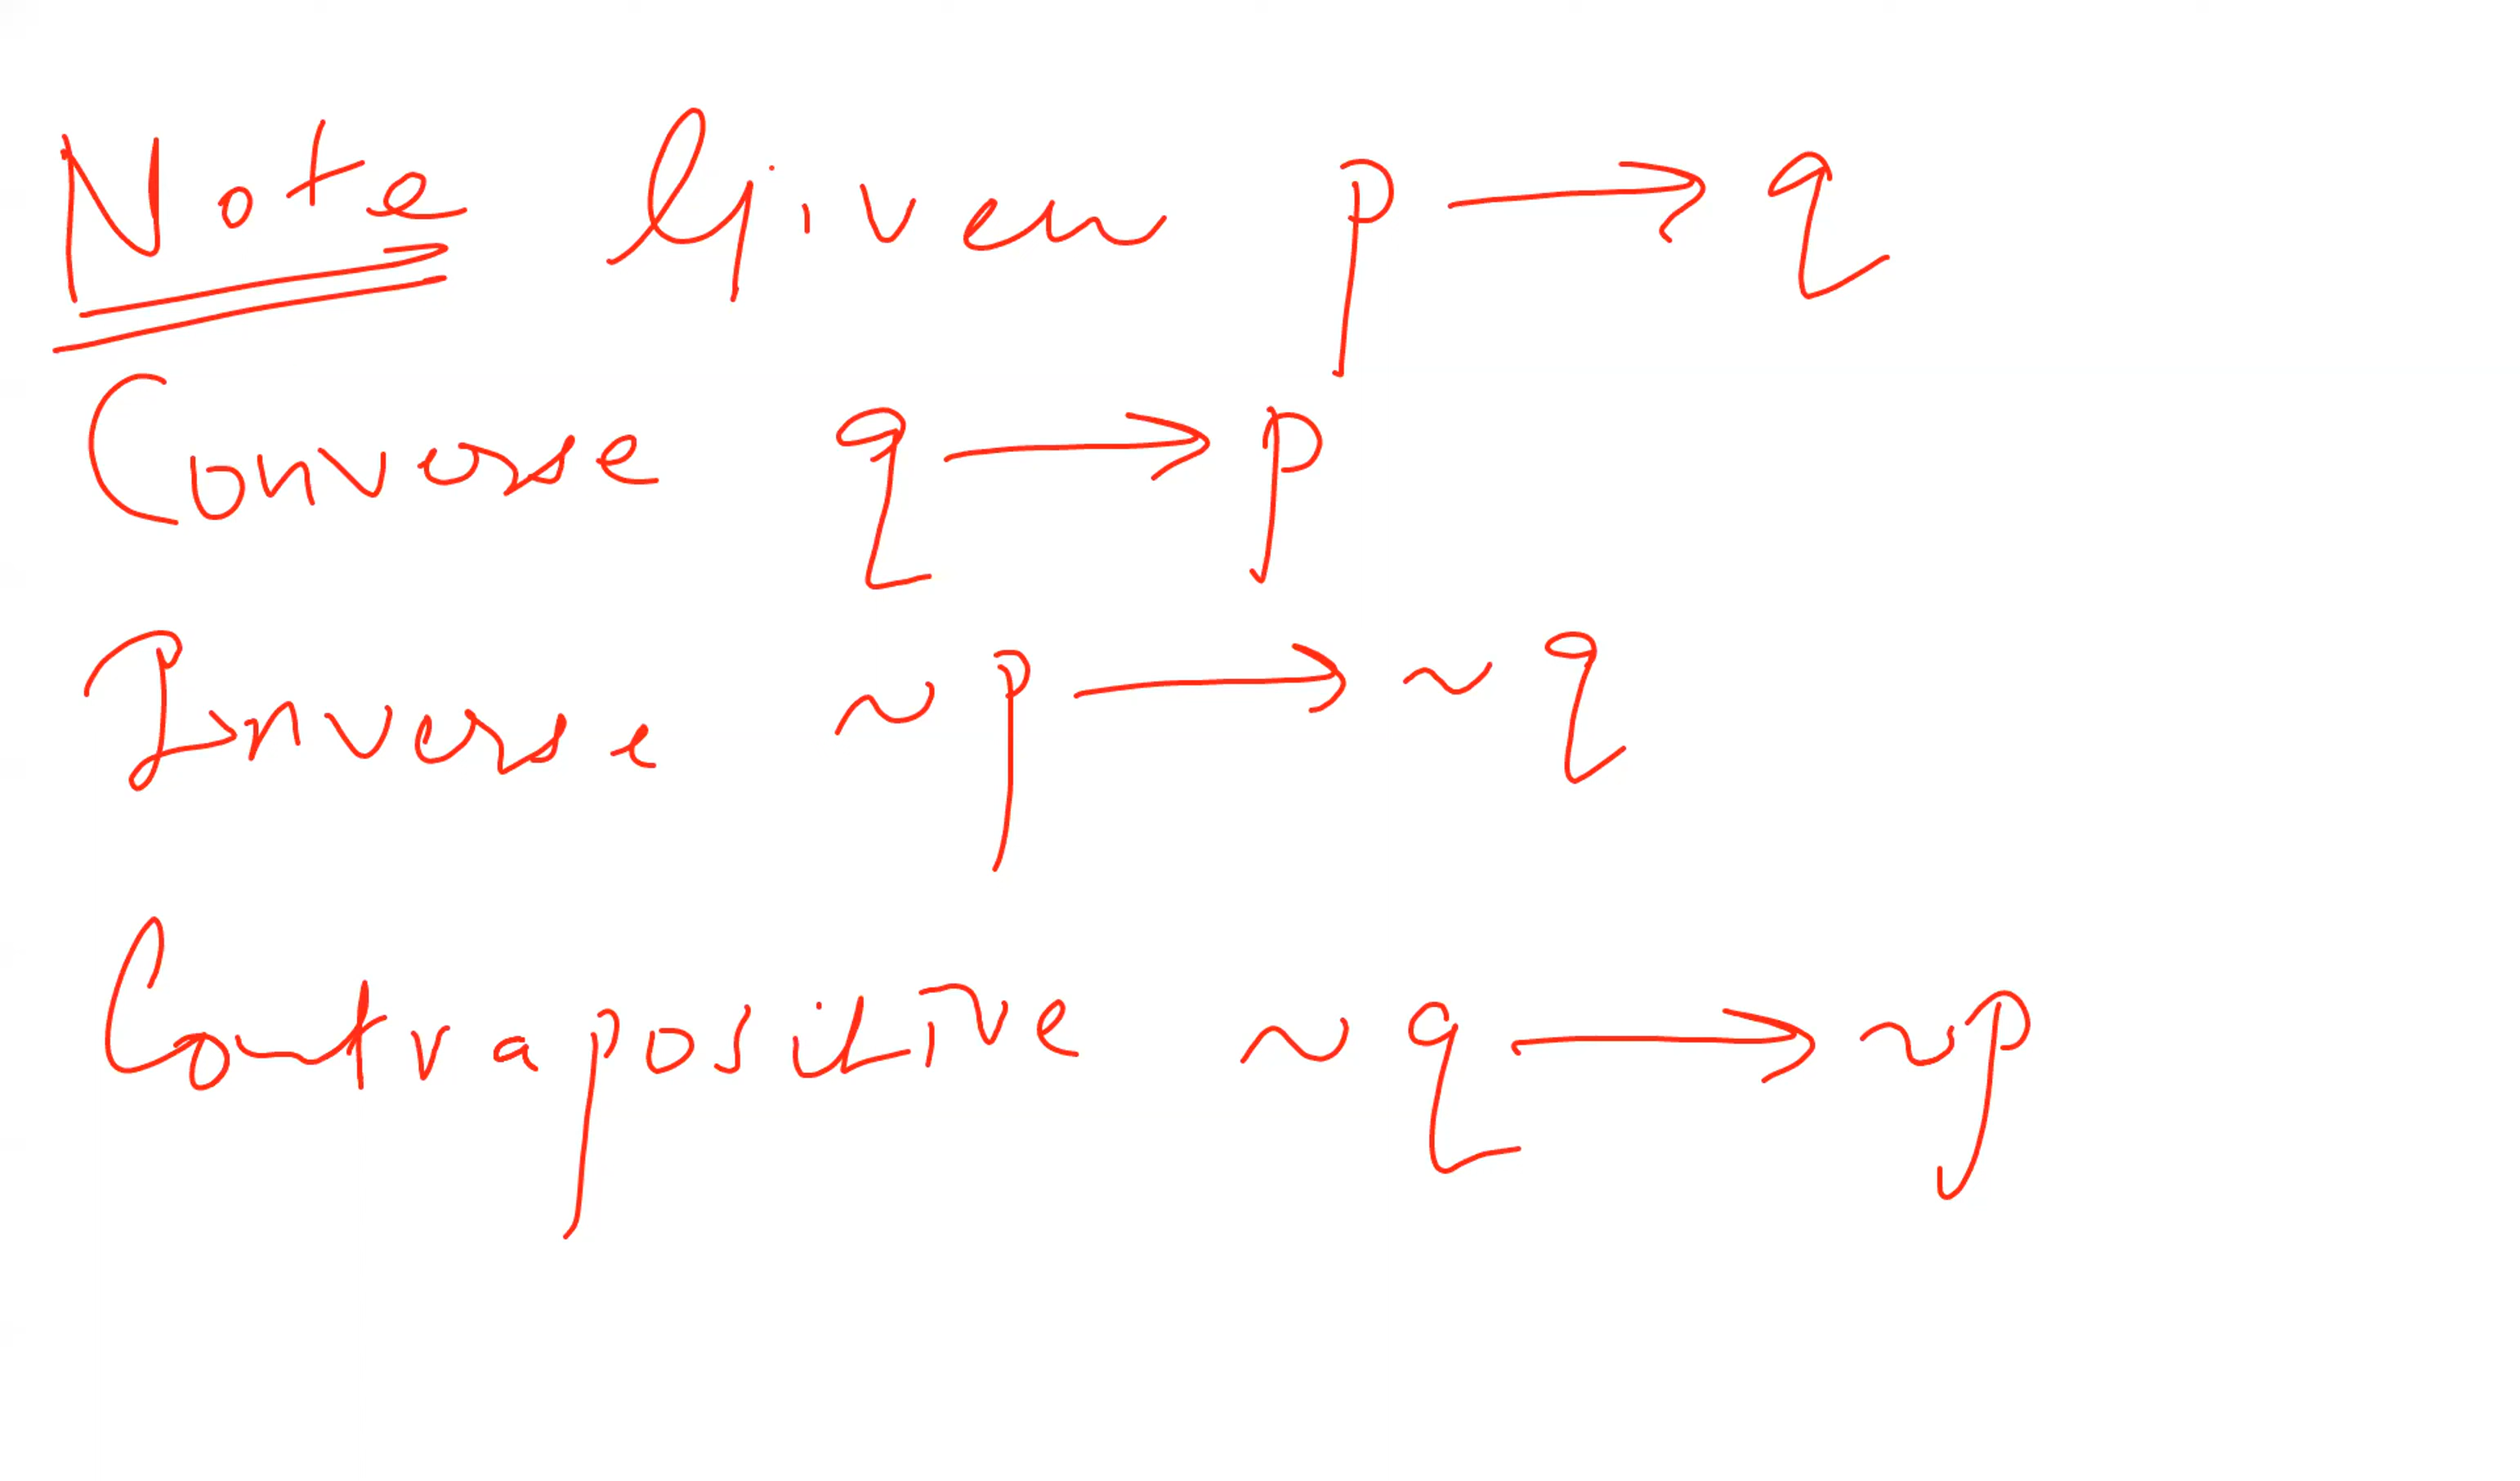 Note Given p → q
Converse q → p
Inverse ~p → ~q
Contrapositive ~q → ~p